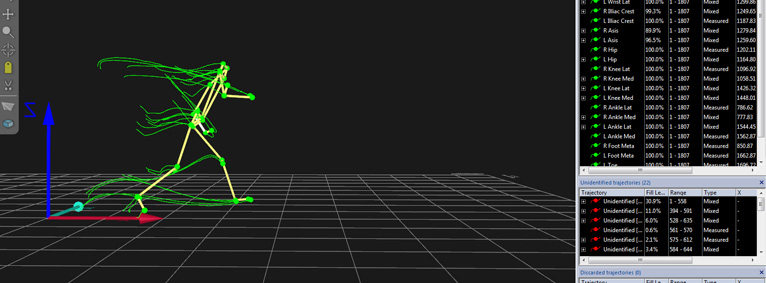 L Wrist Lat 100.0% 1 - 1807 Mixed 1299.86
R Illiac Crest 99.3% 1 - 1807 Mixed 1249.65
L Illiac Crest 100.0% 1 - 1807 Measured 1187.83
R Asis 89.9% 1 - 1807 Mixed 1279.84
L Asis 96.5% 1 - 1807 Mixed 1259.60
R Hip 100.0% 1 - 1807 Measured 1202.11
L Hip 100.0% 1 - 1807 Mixed 1164.80
R Knee Lat 100.0% 1 - 1807 Measured 1096.92
R Knee Med 100.0% 1 - 1807 Mixed 1058.51
L Knee Lat 100.0% 1 - 1807 Mixed 1426.32
L Knee Med 100.0% 1 - 1807 Mixed 1448.01
R Ankle Lat 100.0% 1 - 1807 Measured 786.62
R Ankle Med 100.0% 1 - 1807 Mixed 777.83
L Ankle Lat 100.0% 1 - 1807 Mixed 1544.45
L Ankle Med 100.0% 1 - 1807 Measured 1562.87
R Foot Meta 100.0% 1 - 1807 Measured 850.87
L Foot Meta 100.0% 1 - 1807 Measured 1662.87
L Toe 100.0% 1 - 1807 Mixed
Z
Unidentified trajectories (22)
Trajectory Fill Le... Range Type X
Unidentified [... 30.9% 1 - 558 Mixed -
Unidentified [... 11.0% 394 - 591 Mixed -
Unidentified [... 6.0% 528 - 635 Mixed -
Unidentified [... 0.6% 561 - 570 Measured -
Unidentified [... 2.1% 575 - 612 Measured -
Unidentified [... 3.4% 584 - 644 Mixed -
Discarded trajectories (0)
Trajectory Fill Le... Range Type X